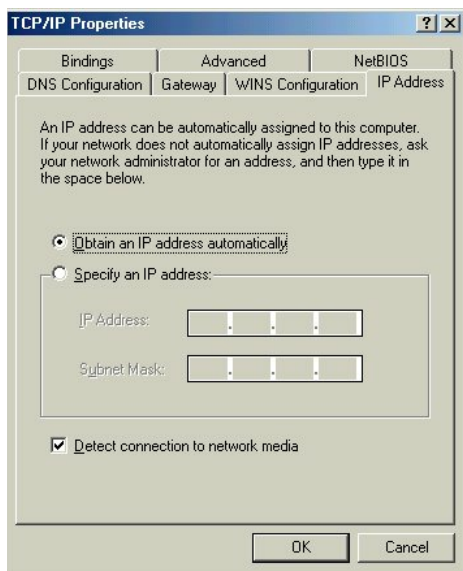 TCP/IP Properties
Bindings Advanced NetBIOS
DNS Configuration Gateway WINS Configuration IP Address
An IP address can be automatically assigned to this computer.
If your network does not automatically assign IP addresses, ask
your network administrator for an address, and then type it in
the space below.
Obtain an IP address automatically
Specify an IP address:
IP Address:
Subnet Mask:
Detect connection to network media
OK Cancel